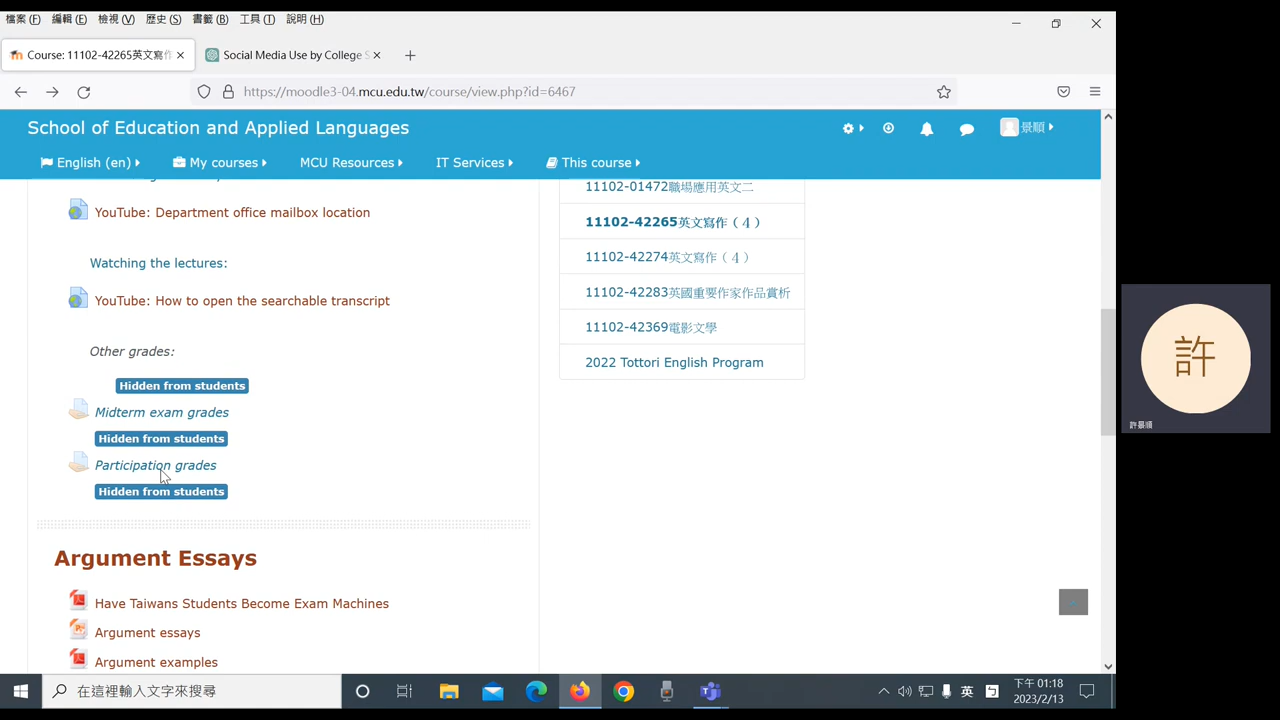 檔案 (F) 編輯 (E) 檢視 (V) 歷史 (S) 書籤 (B) 工具 (T) 說明 (H)
Course: 11102-42265英文寫作
Social Media Use by College S
https://moodle3-04.mcu.edu.tw/course/view.php?id=6467
School of Education and Applied Languages
景順
English (en)
My courses
MCU Resources
IT Services
This course
YouTube: Department office mailbox location
Watching the lectures:
YouTube: How to open the searchable transcript
Other grades:
Hidden from students
Midterm exam grades
Hidden from students
Participation grades
Hidden from students
Argument Essays
Have Taiwans Students Become Exam Machines
Argument essays
Argument examples
11102-01472職場應用英文二
11102-42265英文寫作（4）
11102-42274英文寫作（4）
11102-42283英國重要作家作品賞析
11102-42369電影文學
2022 Tottori English Program
許
許景順
在這裡輸入文字來搜尋
英
下午 01:18
2023/2/13